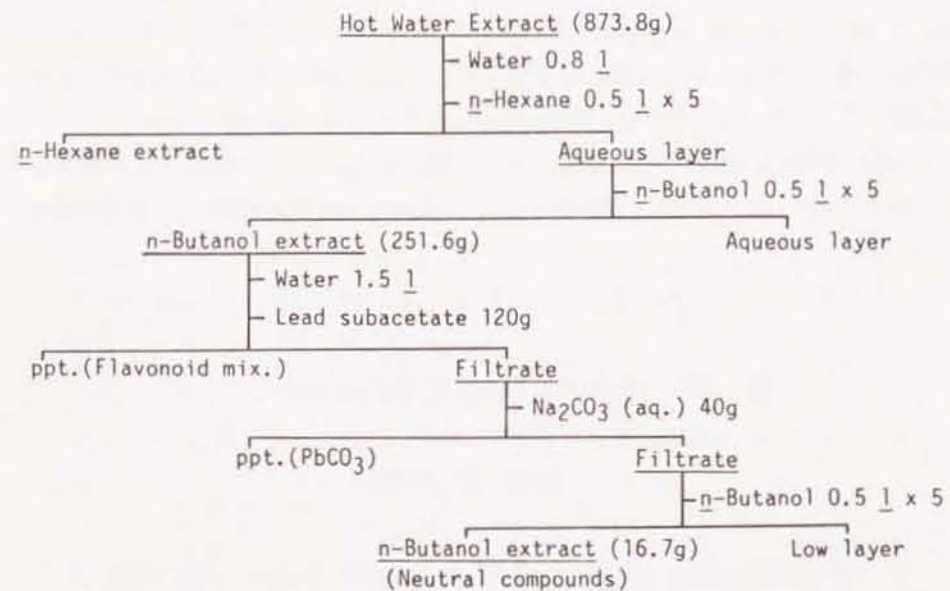 Hot Water Extract (873.8g)
Water 0.8 l
n-Hexane 0.5 l x 5
n-Hexane extract
Aqueous layer
n-Butanol 0.5 l x 5
n-Butanol extract (251.6g)
Aqueous layer
Water 1.5 l
Lead subacetate 120g
ppt.(Flavonoid mix.)
Filtrate
Na2CO3 (aq.) 40g
ppt.(PbCO3)
Filtrate
n-Butanol 0.5 l x 5
n-Butanol extract (16.7g)
Low layer
(Neutral compounds)